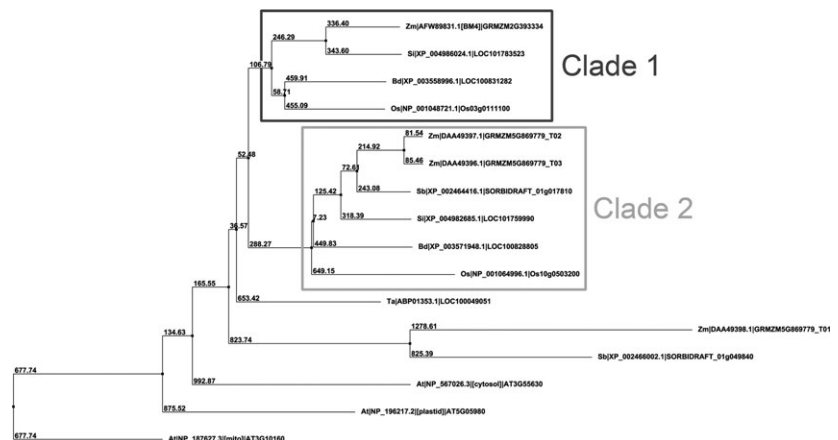 336.40
Zm|AFW89831.1[BM4]|GRMZM2G393334
246.29
343.60
Si|XP_004986024.1|LOC101783523
106.79
Clade 1
459.91
Bd|XP_003558996.1|LOC100831282
58.71
455.09
Os|NP_001048721.1|Os03g0111100
81.54
Zm|DAA49397.1|GRMZM5G869779_T02
214.92
52.48
85.46
Zm|DAA49396.1|GRMZM5G869779_T03
72.61
243.08
Sb|XP_002464416.1|SORBIDRAFT_01g017810
125.42
Clade 2
7.23
318.39
Si|XP_004982685.1|LOC101759990
36.57
288.27
449.83
Bd|XP_003571948.1|LOC100828805
649.15
Os|NP_001064996.1|Os10g0503200
165.55
653.42
Ta|ABP01353.1|LOC100049051
1278.61
Zm|DAA49398.1|GRMZM5G869779_T01
134.63
823.74
825.39
Sb|XP_002466002.1|SORBIDRAFT_01g049840
677.74
992.87
At|NP_567026.3|[cytosol]|AT3G55630
875.52
At|NP_196217.2|[plastid]|AT5G05980
677.74
At|NP_187627.3|[mito]|AT3G10160